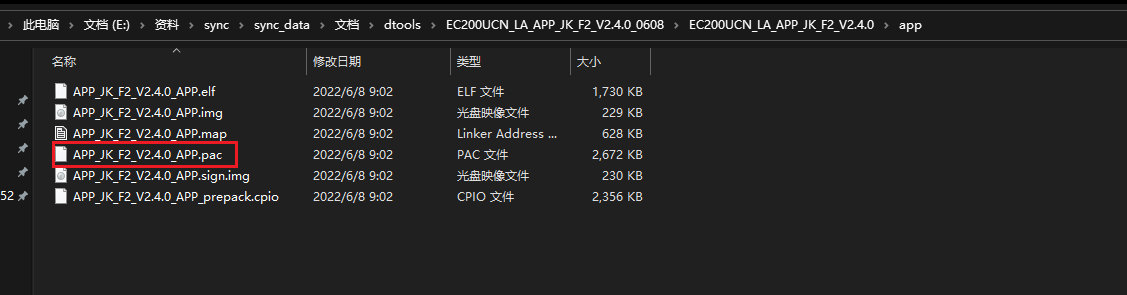 此电脑 > 文档 (E:) > 资料 > sync > sync_data > 文档 > dtools > EC200UCN_LA_APP_JK_F2_V2.4.0_0608 > EC200UCN_LA_APP_JK_F2_V2.4.0 > app
名称 修改日期 类型 大小
APP_JK_F2_V2.4.0_APP.elf 2022/6/8 9:02 ELF 文件 1,730 KB
APP_JK_F2_V2.4.0_APP.img 2022/6/8 9:02 光盘映像文件 229 KB
APP_JK_F2_V2.4.0_APP.map 2022/6/8 9:02 Linker Address ... 628 KB
APP_JK_F2_V2.4.0_APP.pac 2022/6/8 9:02 PAC 文件 2,672 KB
APP_JK_F2_V2.4.0_APP.sign.img 2022/6/8 9:02 光盘映像文件 230 KB
52 APP_JK_F2_V2.4.0_APP_prepack.cpio 2022/6/8 9:02 CPIO 文件 2,356 KB